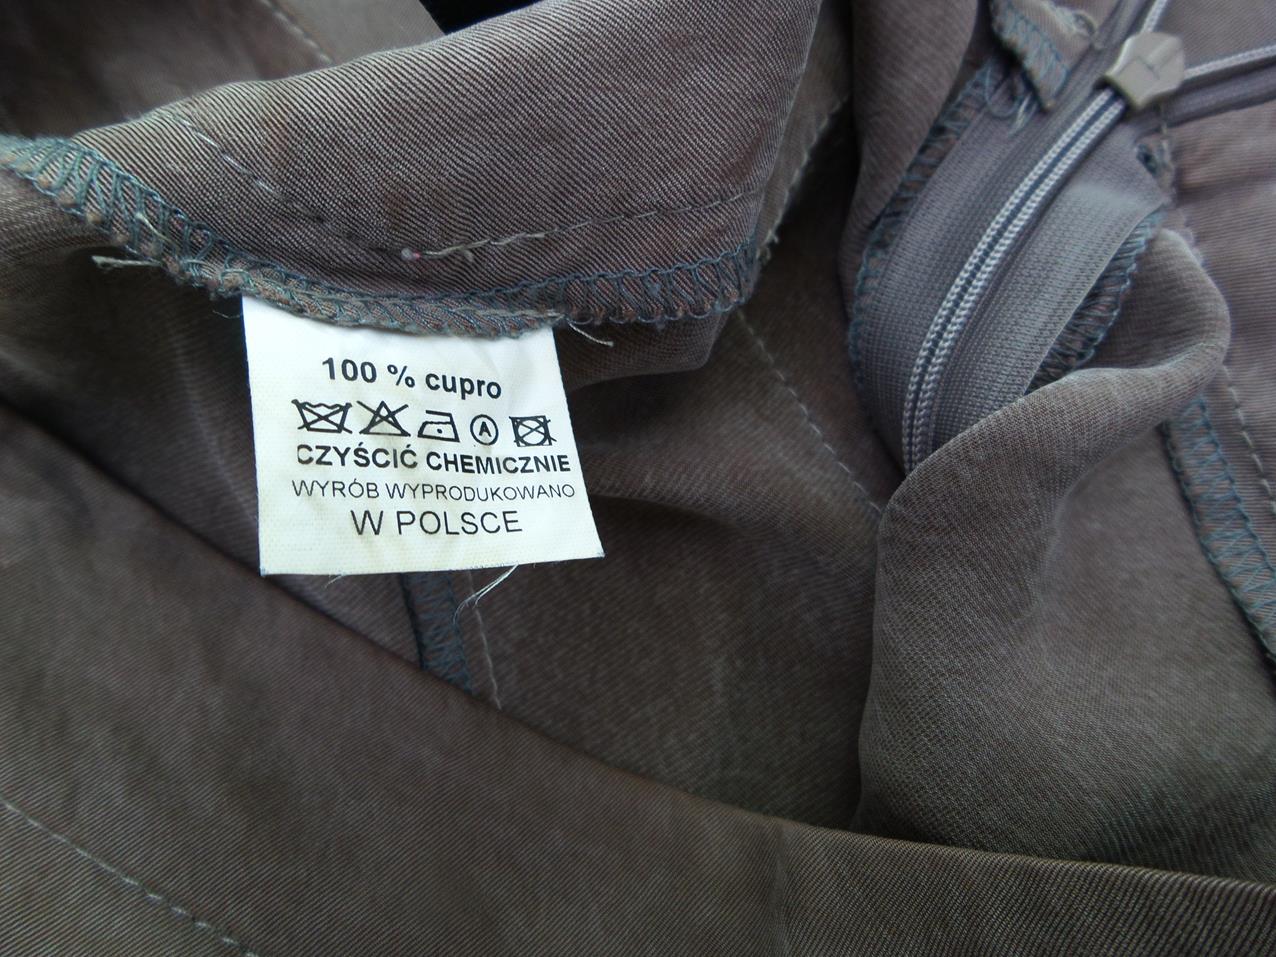 100 % cupro
A
CZYŚCIĆ CHEMICZNIE
WYRÓB WYPRODUKOWANO
W POLSCE